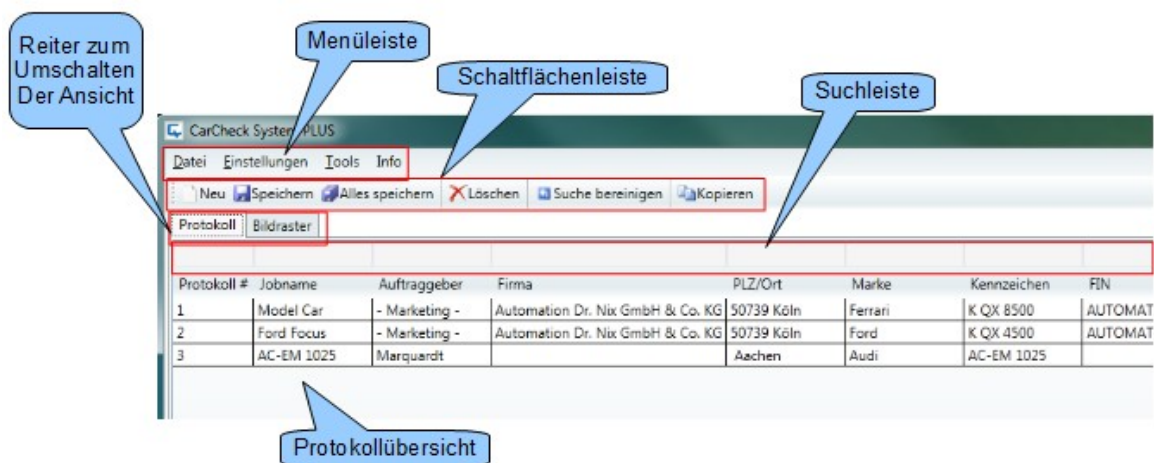 Reiter zum
Umschalten
Der Ansicht
Menüleiste
Schaltflächenleiste
Suchleiste
CarCheck System PLUS
Datei Einstellungen Tools Info
Neu Speichern Alles speichern Löschen Suche bereinigen Kopieren
Protokoll Bildraster
Protokoll # Jobname Auftraggeber Firma PLZ/Ort Marke Kennzeichen FIN
1 Model Car - Marketing - Automation Dr. Nix GmbH & Co. KG 50739 Köln Ferrari K QX 8500 AUTOMAT
2 Ford Focus - Marketing - Automation Dr. Nix GmbH & Co. KG 50739 Köln Ford K QX 4500 AUTOMAT
3 AC-EM 1025 Marquardt Aachen Audi AC-EM 1025
Protokollübersicht